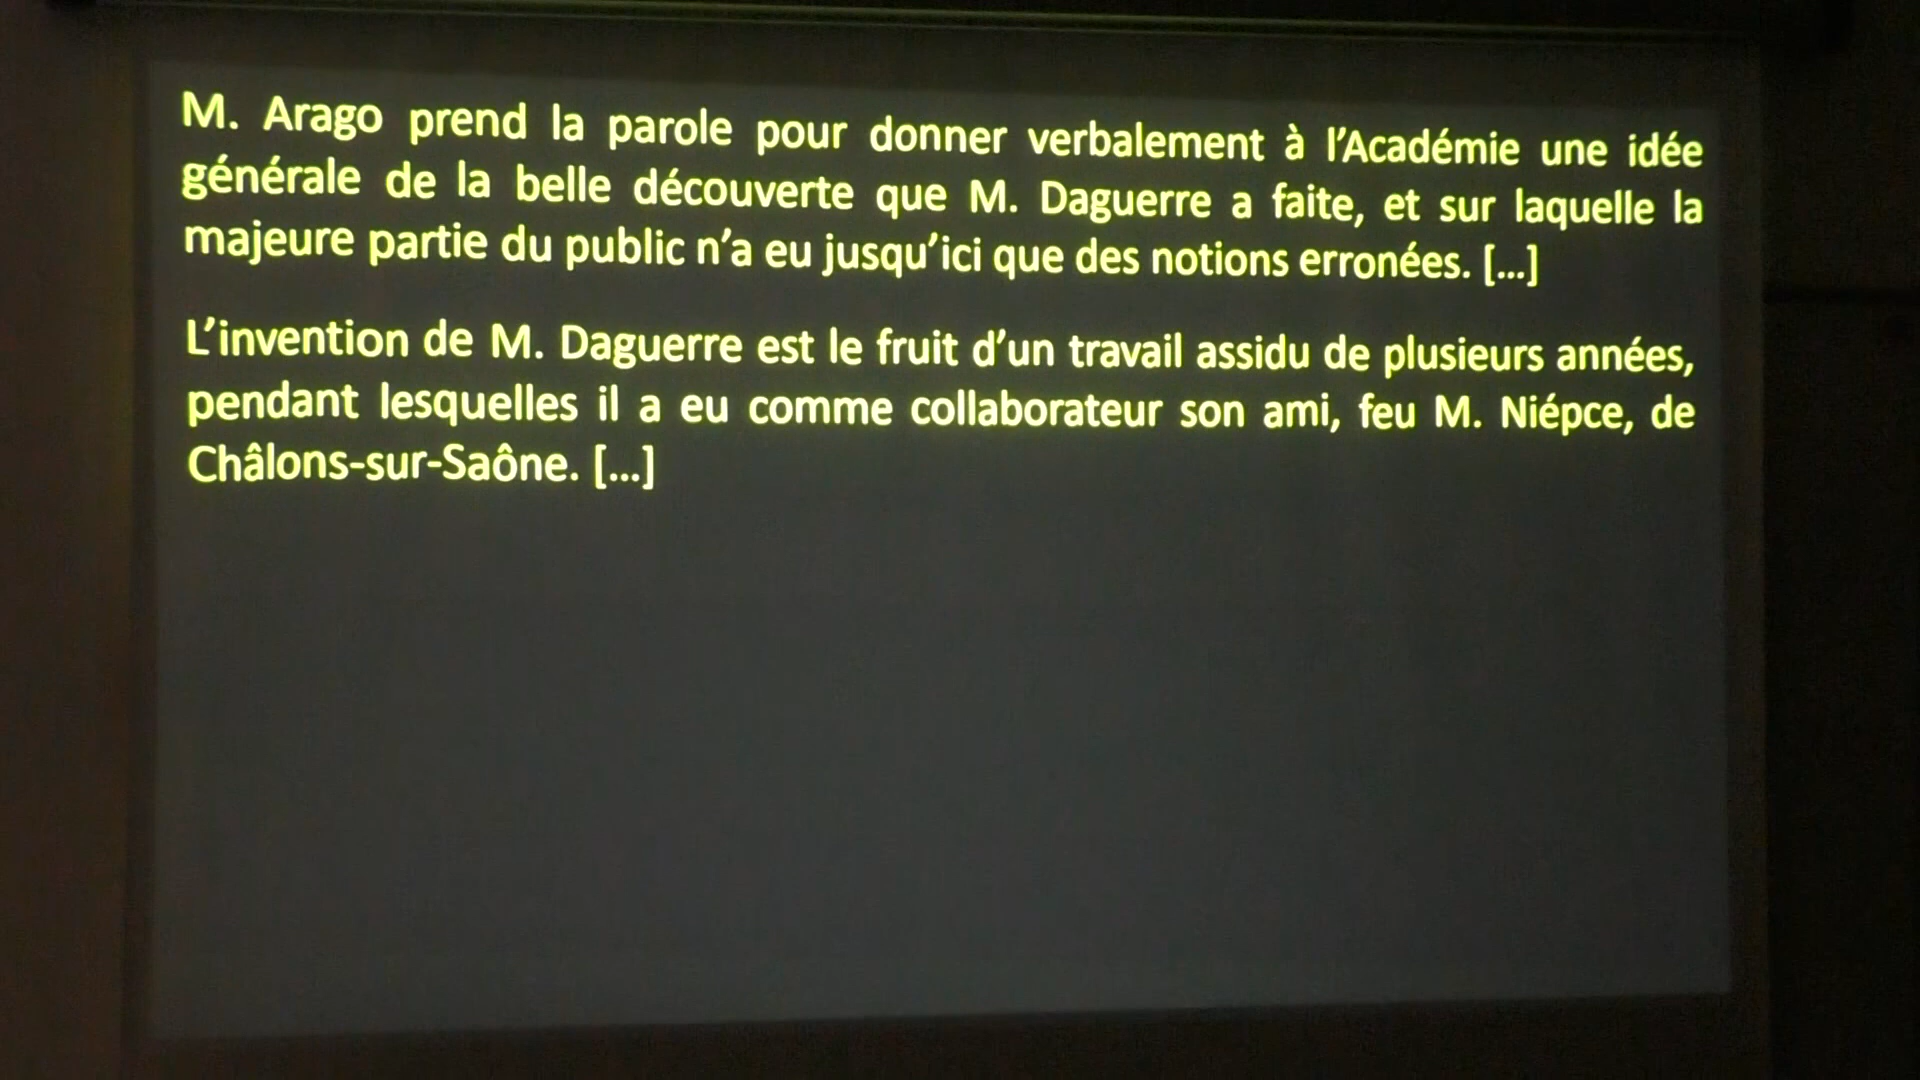 M. Arago prend la parole pour donner verbalement à l’Académie une idée
générale de la belle découverte que M. Daguerre a faite, et sur laquelle la
majeure partie du public n’a eu jusqu’ici que des notions erronées. [...]
L’invention de M. Daguerre est le fruit d’un travail assidu de plusieurs années,
pendant lesquelles il a eu comme collaborateur son ami, feu M. Niépce, de
Châlons-sur-Saône. [...]